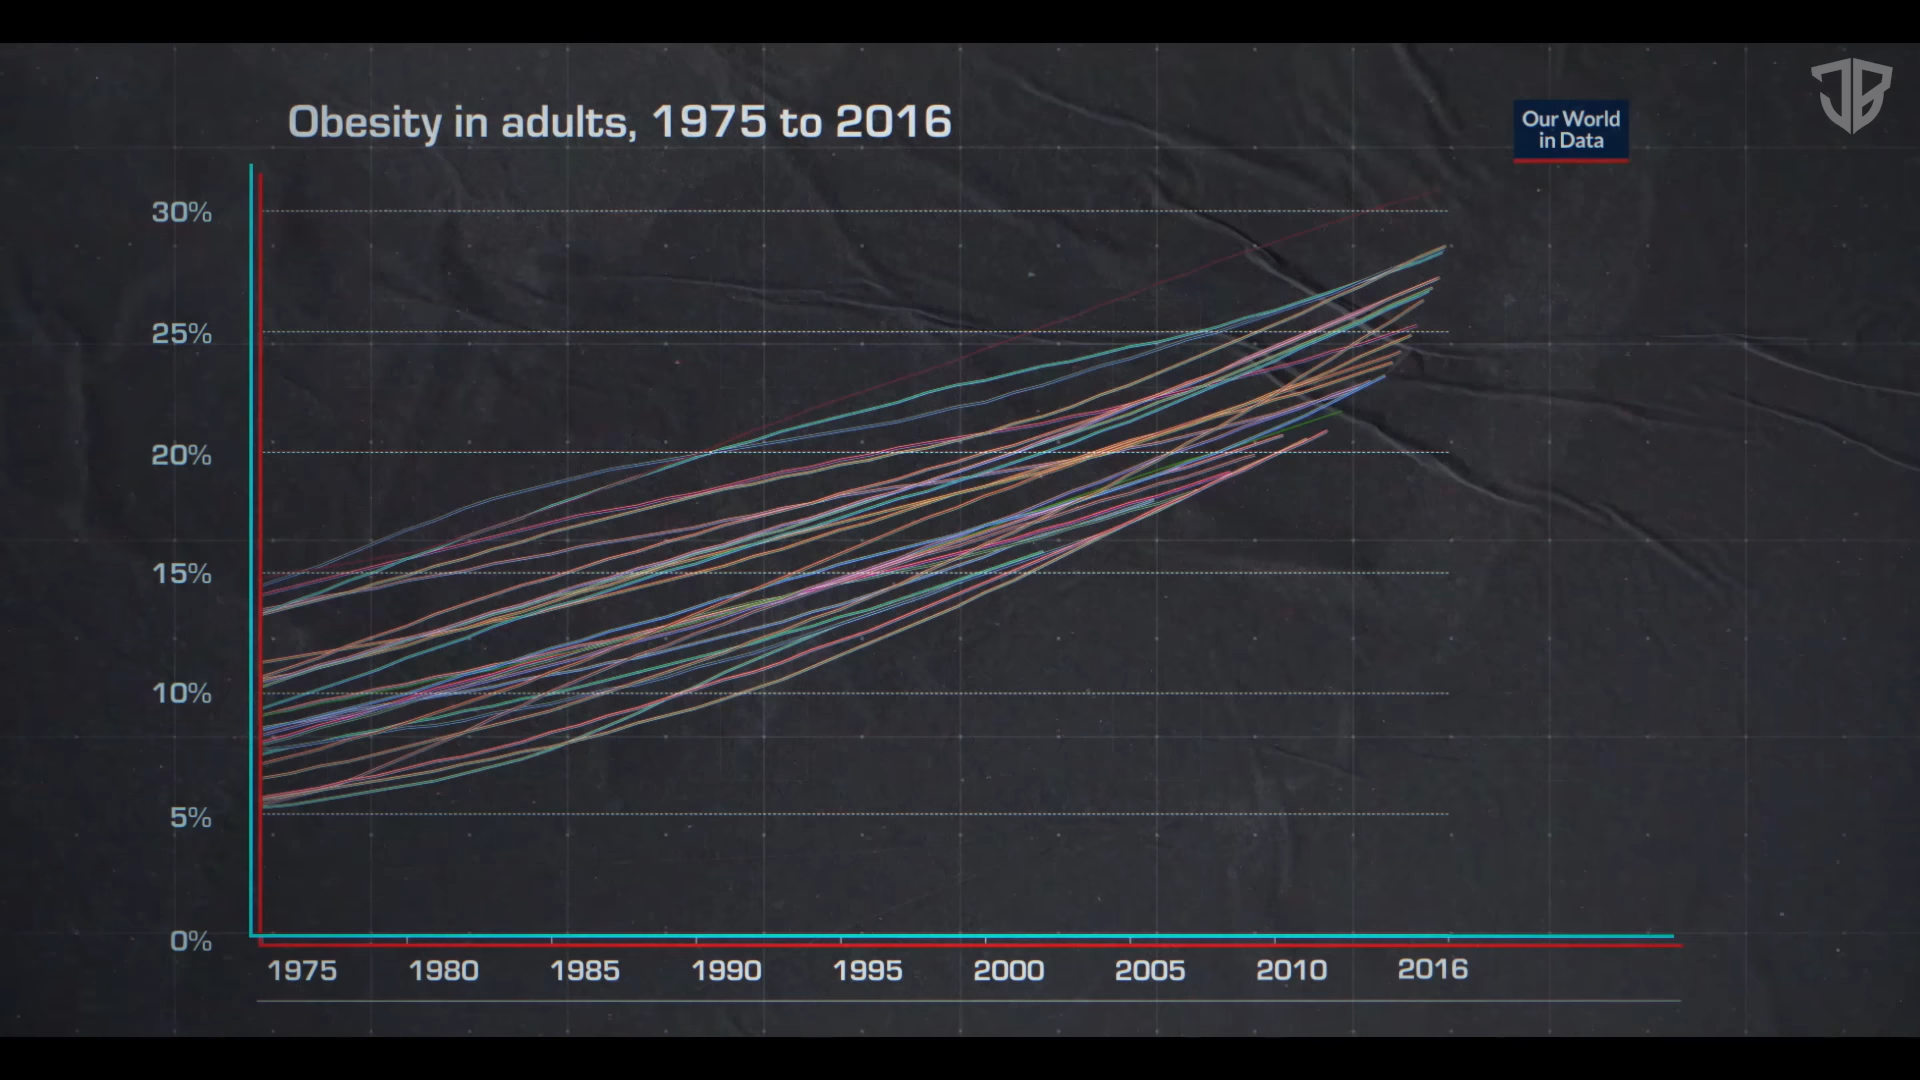 Obesity in adults, 1975 to 2016
Our World
in Data
JB
30%
25%
20%
15%
10%
5%
0%
1975 1980 1985 1990 1995 2000 2005 2010 2016